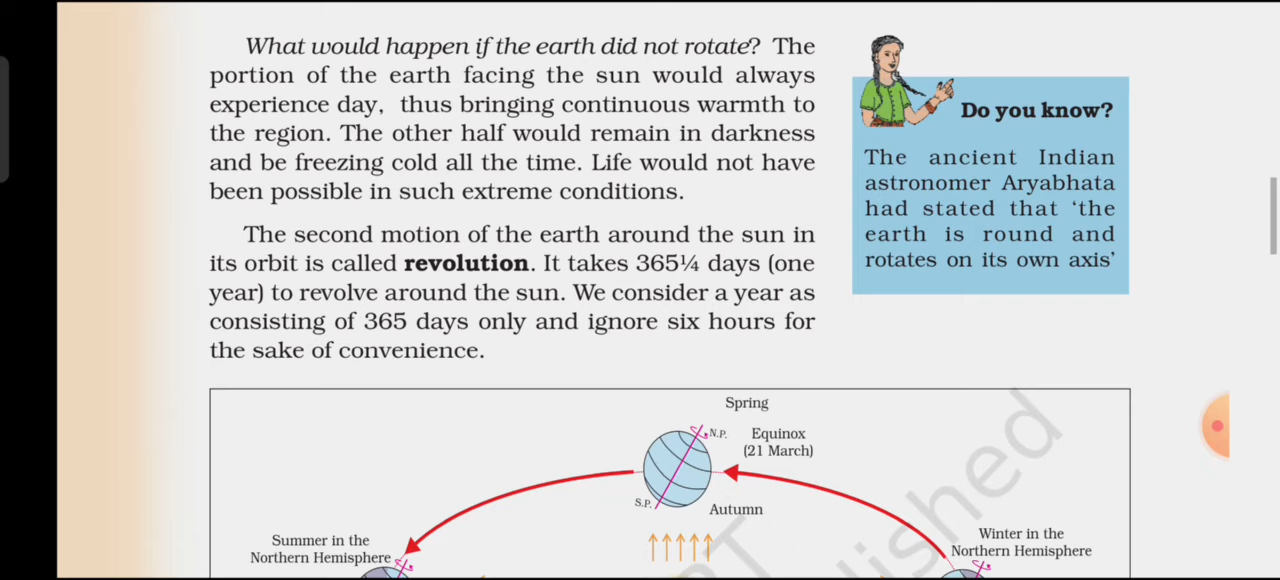 What would happen if the earth did not rotate? The
portion of the earth facing the sun would always
experience day, thus bringing continuous warmth to
the region. The other half would remain in darkness
and be freezing cold all the time. Life would not have
been possible in such extreme conditions.
The second motion of the earth around the sun in
its orbit is called revolution. It takes 365¼ days (one
year) to revolve around the sun. We consider a year as
consisting of 365 days only and ignore six hours for
the sake of convenience.
Do you know?
The ancient Indian
astronomer Aryabhata
had stated that ‘the
earth is round and
rotates on its own axis’
Spring
N.P.
Equinox
(21 March)
S.P.
Autumn
Summer in the
Northern Hemisphere
Winter in the
Northern Hemisphere